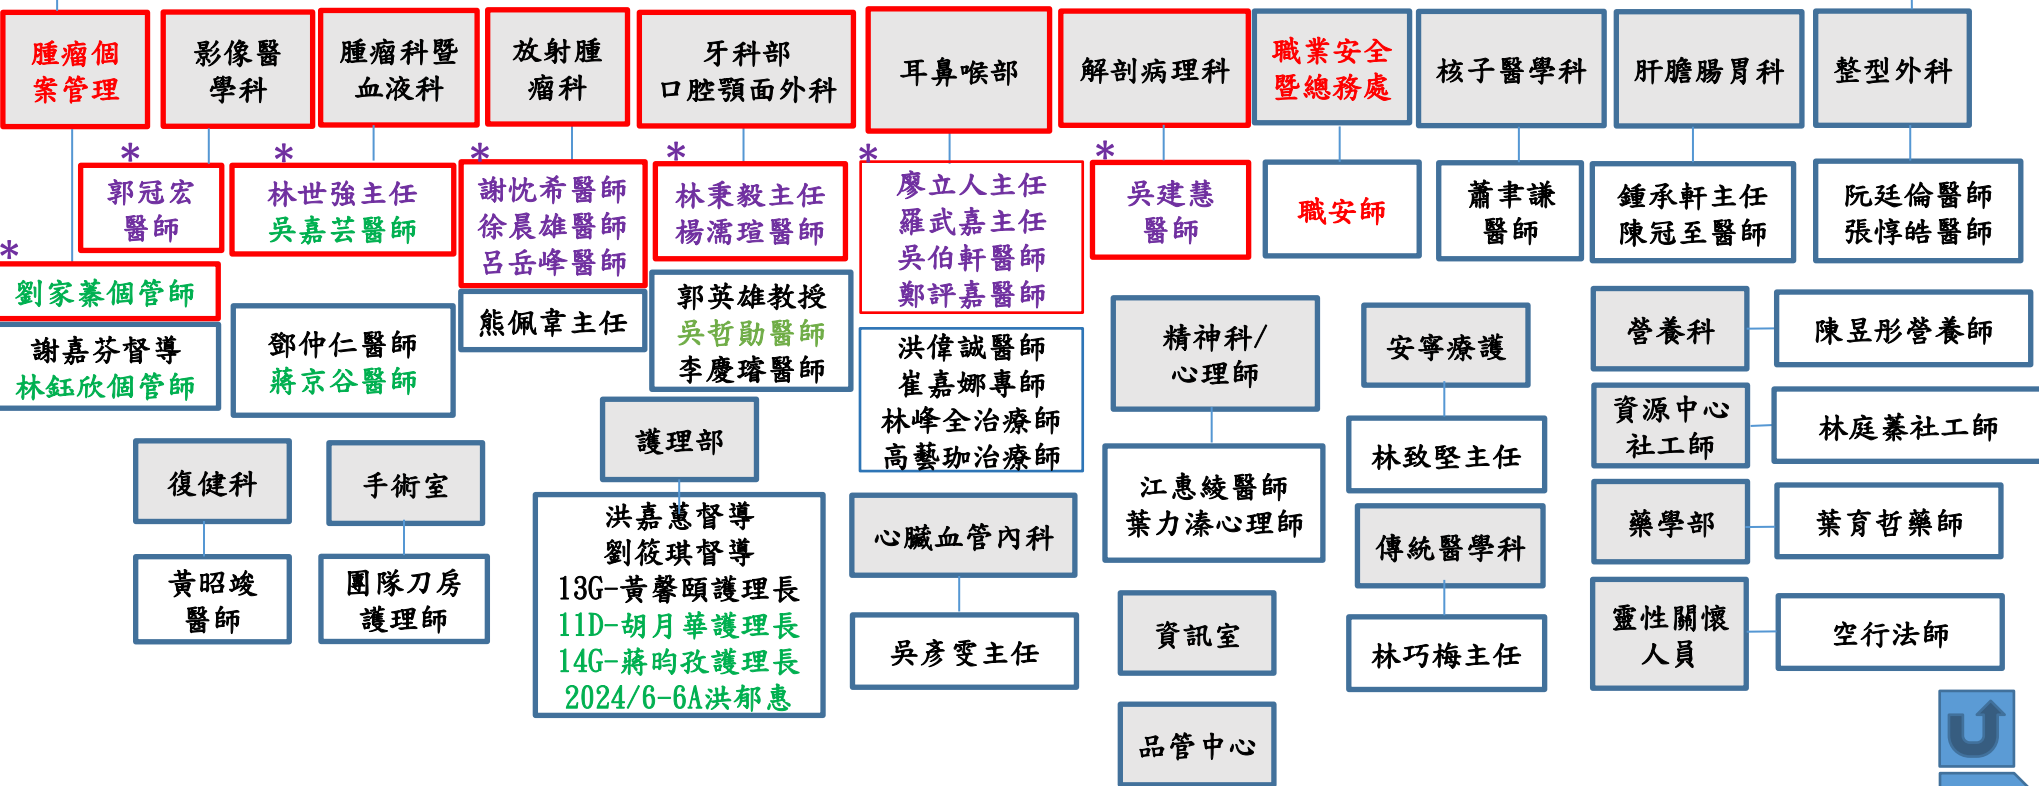 腫瘤個
案管理
影像醫
學科
腫瘤科暨
血液科
放射腫
瘤科
牙科部
口腔顎面外科
耳鼻喉部
解剖病理科
職業安全
暨總務處
核子醫學科
肝膽腸胃科
整型外科
*
郭冠宏
醫師
*
林世強主任
吳嘉芸醫師
*
謝忱希醫師
徐晨雄醫師
呂岳峰醫師
*
林秉毅主任
楊濡瑄醫師
*
廖立人主任
羅武嘉主任
吳伯軒醫師
鄭評嘉醫師
*
吳建慧
醫師
職安師
蕭聿謙
醫師
鍾承軒主任
陳冠至醫師
阮廷倫醫師
張惇皓醫師
*
劉家蓁個管師
謝嘉芬督導
林鈺欣個管師
鄧仲仁醫師
蔣京谷醫師
熊佩韋主任
郭英雄教授
吳哲勛醫師
李慶璿醫師
洪偉誠醫師
崔嘉娜專師
林峰全治療師
高藝珈治療師
精神科/
心理師
江惠綾醫師
葉力溱心理師
安寧療護
林致堅主任
營養科
陳昱彤營養師
資源中心
社工師
林庭蓁社工師
復健科
黃昭竣
醫師
手術室
團隊刀房
護理師
護理部
洪嘉蕙督導
劉筱琪督導
13G-黃馨頤護理長
11D-胡月華護理長
14G-蔣昀孜護理長
2024/6-6A洪郁惠
心臟血管內科
吳彥雯主任
傳統醫學科
林巧梅主任
藥學部
葉育哲藥師
靈性關懷
人員
空行法師
資訊室
品管中心